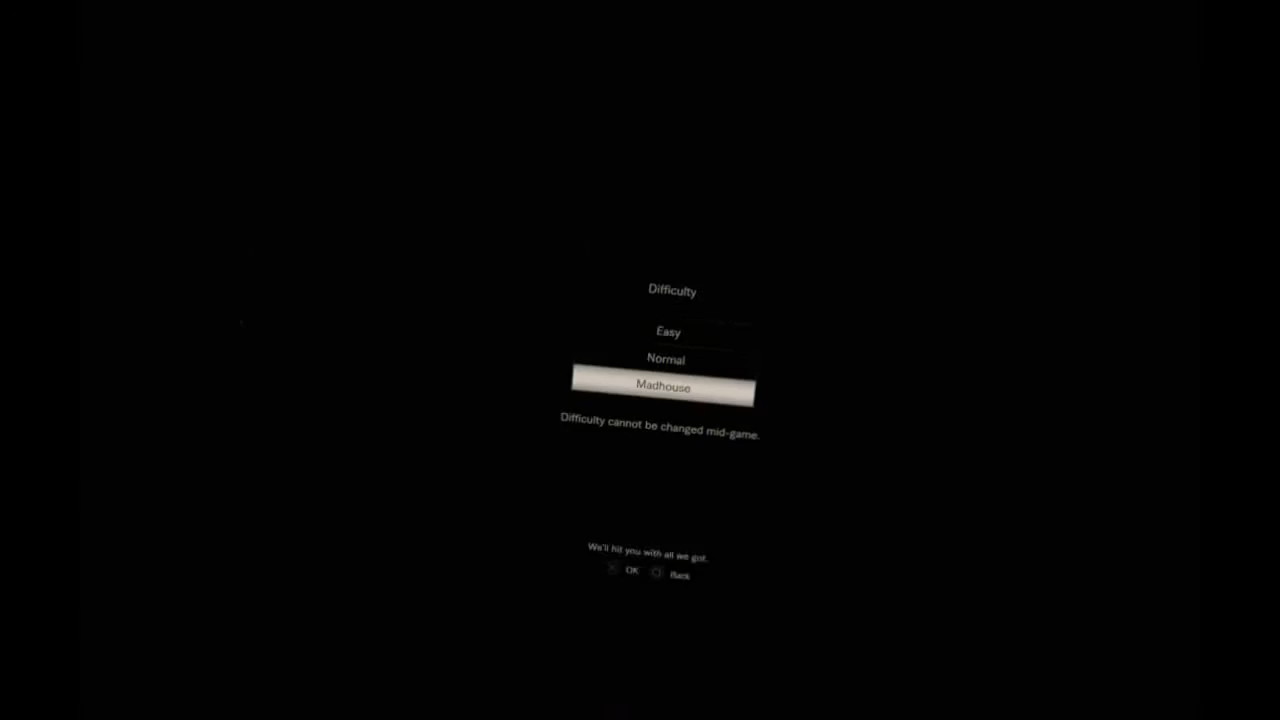 Difficulty
Easy
Normal
Madhouse
Difficulty cannot be changed mid-game.
We'll hit you with all we got.
OK Back